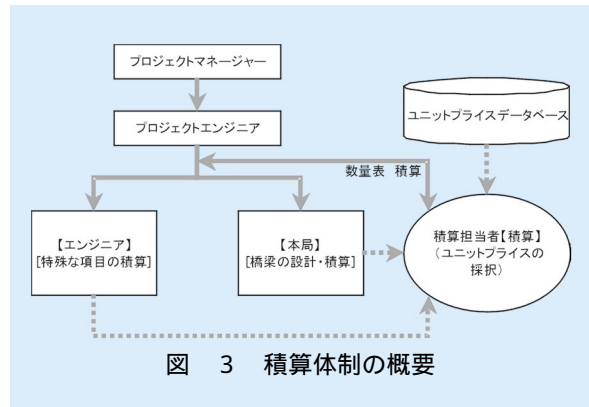 プロジェクトマネージャー
プロジェクトエンジニア
ユニットプライスデータベース
数量表 積算
【エンジニア】
[特殊な項目の積算]
【本局】
[橋梁の設計・積算]
積算担当者【積算】
(ユニットプライスの
採択)
図 3 積算体制の概要